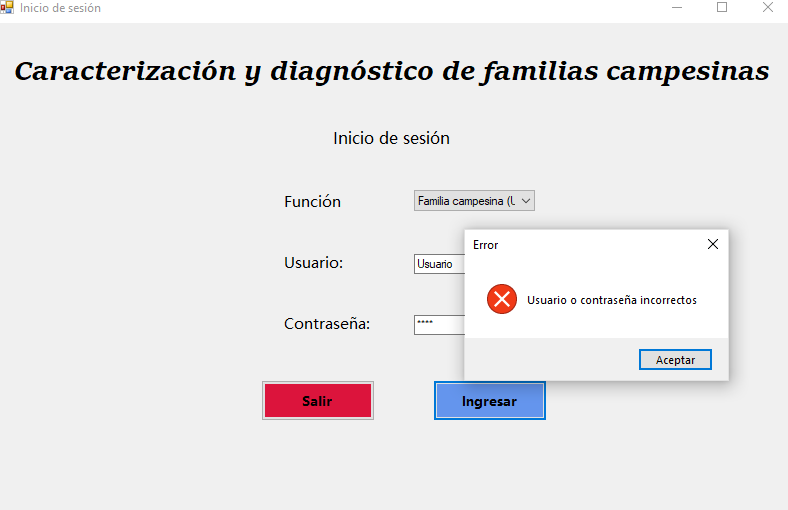 Inicio de sesión
Caracterización y diagnóstico de familias campesinas
Inicio de sesión
Función
Familia campesina (U
Error
Usuario:
Usuario
Usuario o contraseña incorrectos
Contraseña:
****
Aceptar
Salir
Ingresar